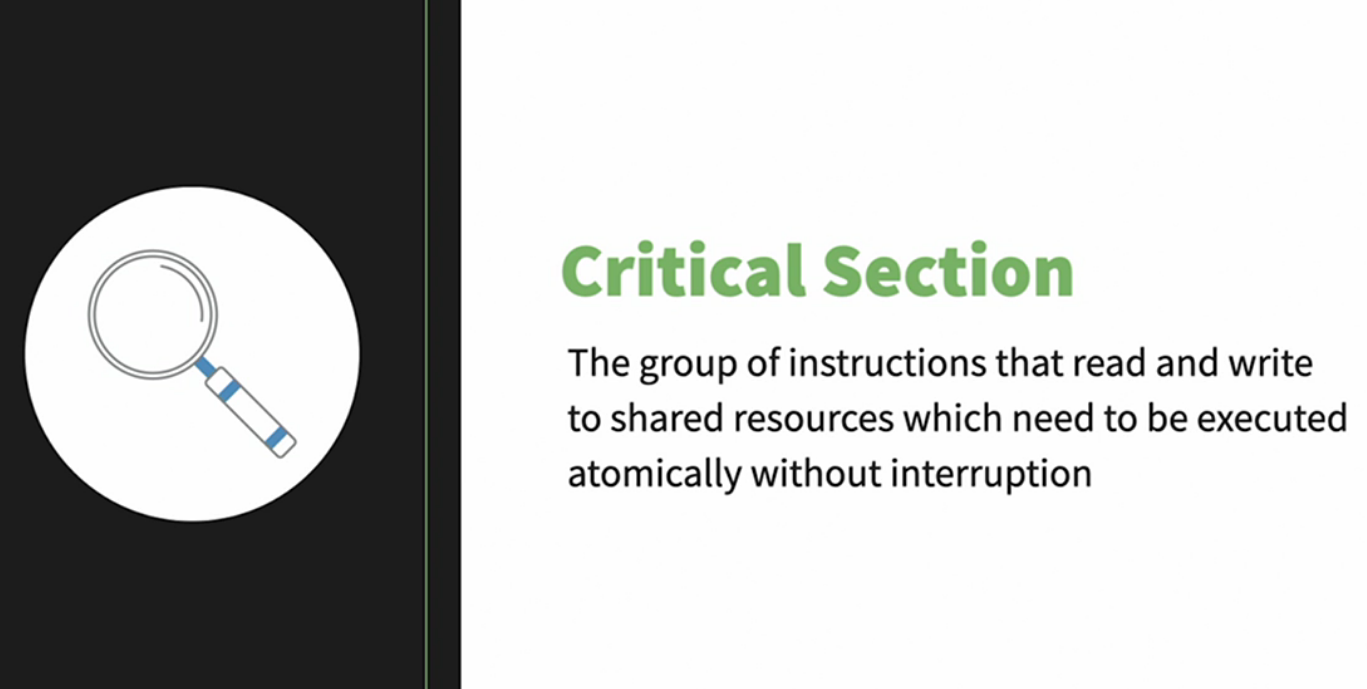 Critical Section
The group of instructions that read and write
to shared resources which need to be executed
atomically without interruption